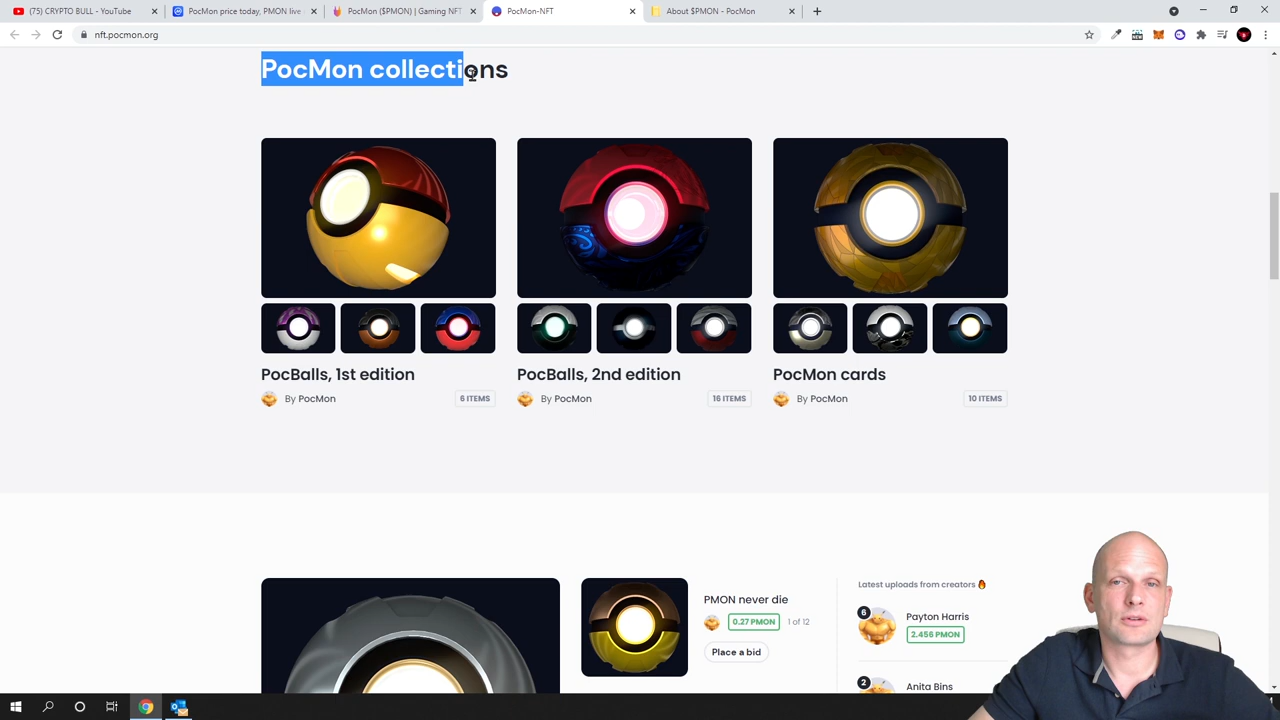 (75) CRYPTO BULL - YouTube
PocMon price today, PMON live
PocMon ($PMON) | Gaming NFT
PocMon-NFT
About $PMON - PocMon
nft.pocmon.org
PocMon collections
PocBalls, 1st edition
By PocMon
6 ITEMS
PocBalls, 2nd edition
By PocMon
16 ITEMS
PocMon cards
By PocMon
10 ITEMS
PMON never die
0.27 PMON
1 of 12
Place a bid
Latest uploads from creators
6
Payton Harris
2.456 PMON
2
Anita Bins